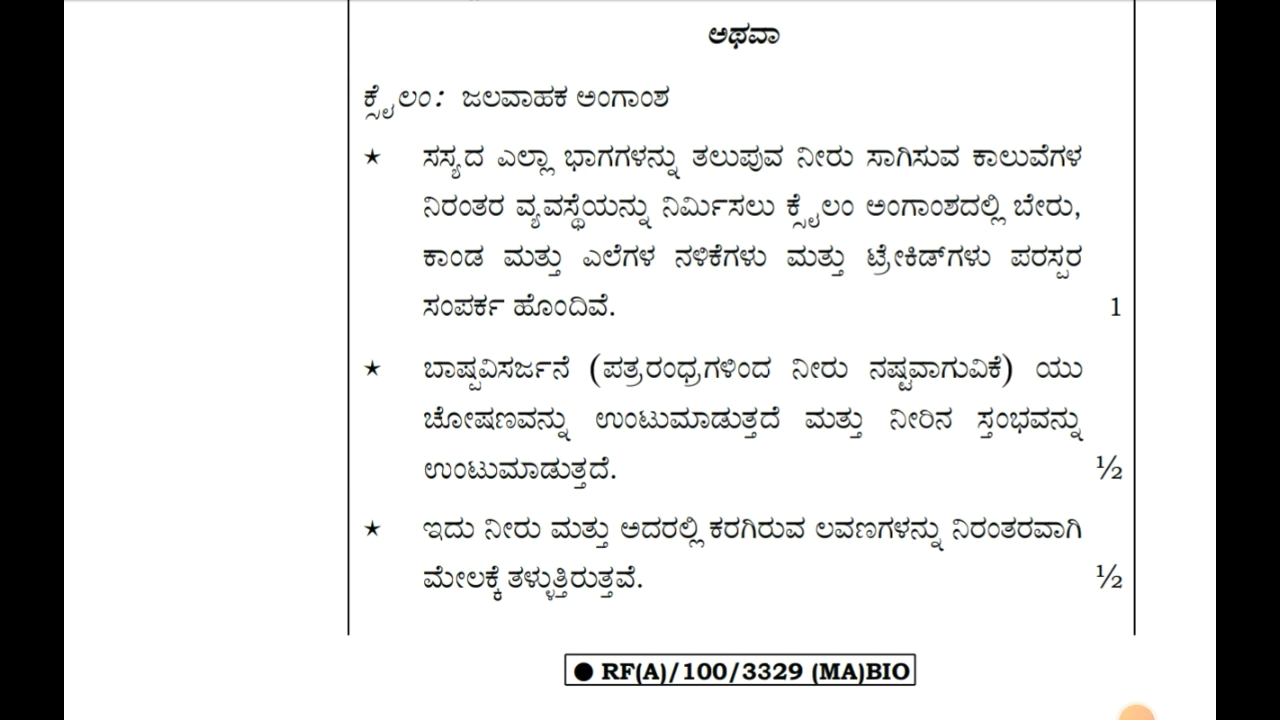 ಅಥವಾ
ಕ್ಸೈಲಂ: ಜಲವಾಹಕ ಅಂಗಾಂಶ
★ ಸಸ್ಯದ ಎಲ್ಲಾ ಭಾಗಗಳನ್ನು ತಲುಪುವ ನೀರು ಸಾಗಿಸುವ ಕಾಲುವೆಗಳ
ನಿರಂತರ ವ್ಯವಸ್ಥೆಯನ್ನು ನಿರ್ಮಿಸಲು ಕ್ಸೈಲಂ ಅಂಗಾಂಶದಲ್ಲಿ ಬೇರು,
ಕಾಂಡ ಮತ್ತು ಎಲೆಗಳ ನಳಿಕೆಗಳು ಮತ್ತು ಟ್ರೇಕಿಡ್‌ಗಳು ಪರಸ್ಪರ
ಸಂಪರ್ಕ ಹೊಂದಿವೆ. 1
★ ಬಾಷ್ಪವಿಸರ್ಜನೆ (ಪತ್ರರಂಧ್ರಗಳಿಂದ ನೀರು ನಷ್ಟವಾಗುವಿಕೆ) ಯು
ಚೋಷಣವನ್ನು ಉಂಟುಮಾಡುತ್ತದೆ ಮತ್ತು ನೀರಿನ ಸ್ತಂಭವನ್ನು
ಉಂಟುಮಾಡುತ್ತದೆ. ½
★ ಇದು ನೀರು ಮತ್ತು ಅದರಲ್ಲಿ ಕರಗಿರುವ ಲವಣಗಳನ್ನು ನಿರಂತರವಾಗಿ
ಮೇಲಕ್ಕೆ ತಳ್ಳುತ್ತಿರುತ್ತವೆ. ½
● RF(A)/100/3329 (MA)BIO